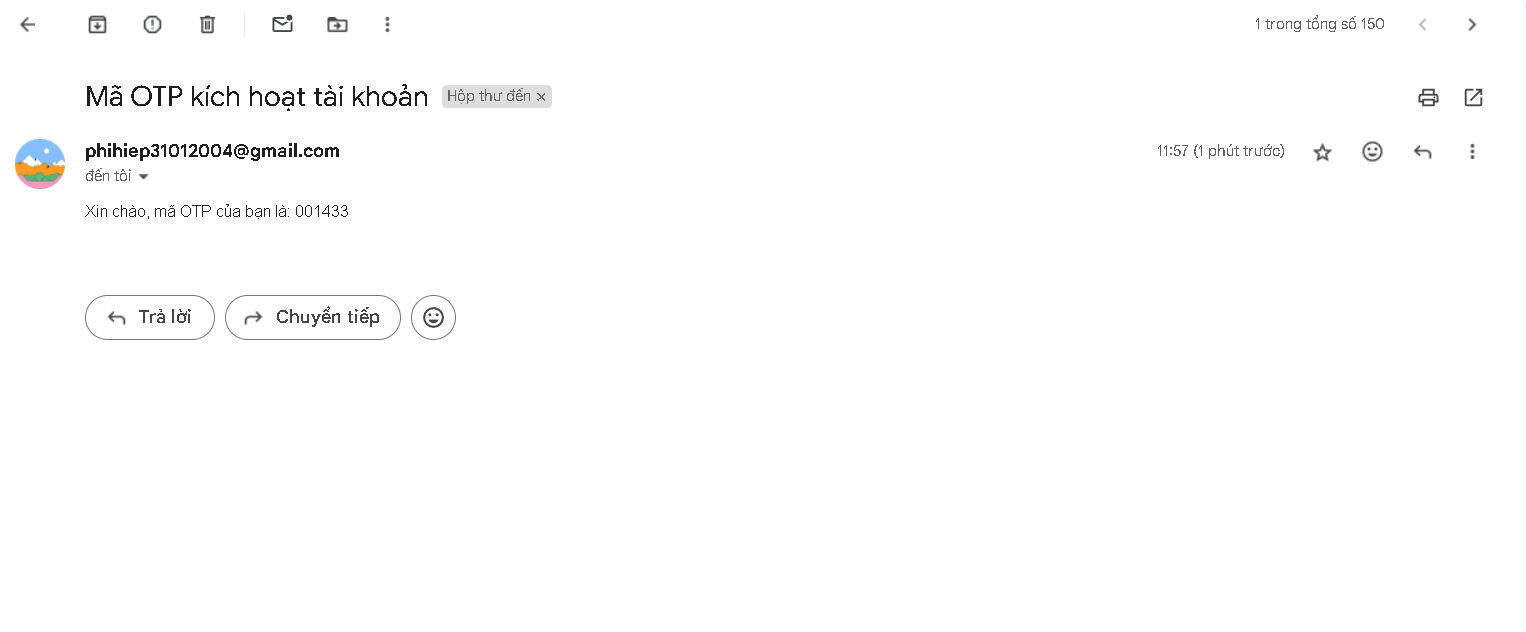 1 trong tổng số 150
Mã OTP kích hoạt tài khoản Hộp thư đến ×
phihiep31012004@gmail.com 11:57 (1 phút trước)
đến tôi
Xin chào, mã OTP của bạn là: 001433
Trả lời Chuyển tiếp